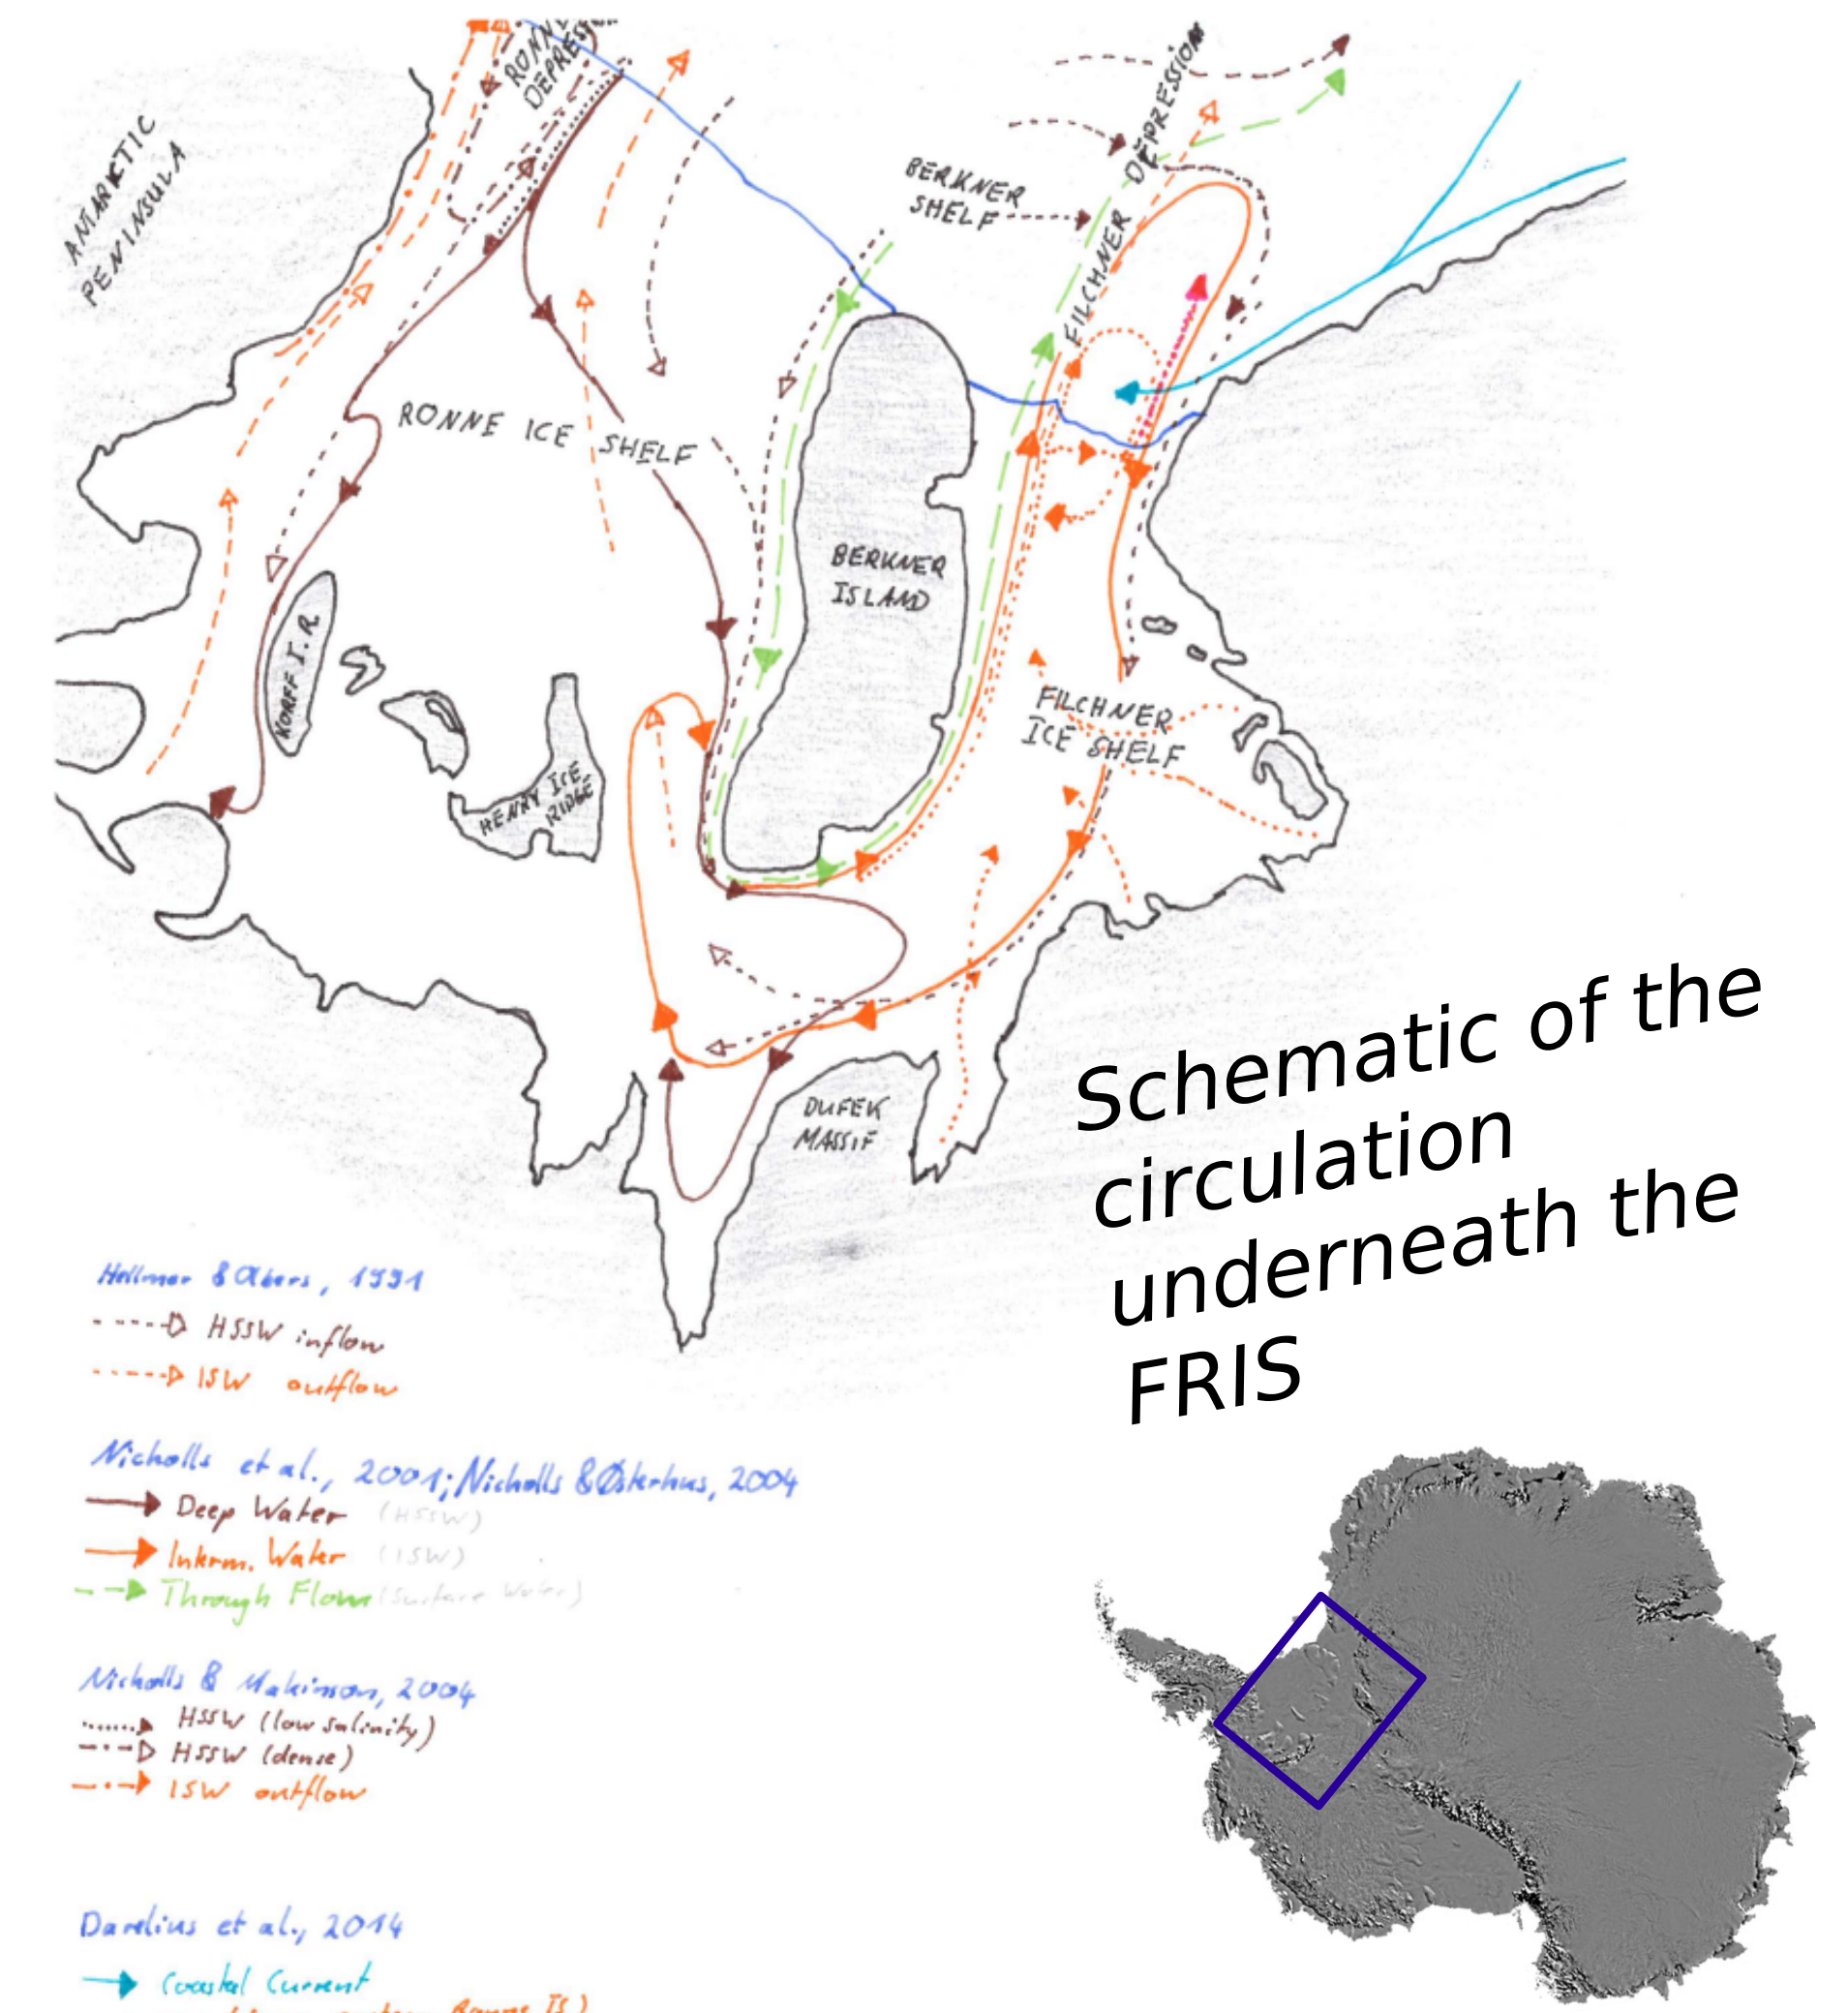 RONNE
DEPRESSION
ANTARCTIC
PENINSULA
BERKNER
SHELF
FILCHNER DEPRESSION
RONNE ICE SHELF
BERKNER
ISLAND
KORFF I. R.
HENRY ICE
RIDGE
FILCHNER
ICE SHELF
DUFEK
MASSIF
Schematic of the
circulation
underneath the
FRIS
1991
HSSW inflow
ISW outflow
Nicholls et al., 2001; Nicholls & Østerhus, 2004
Deep Water (HSSW)
Interm. Water (ISW)
Through Flow (Surface Water)
Nicholls & Makinson, 2004
HSSW (low salinity)
HSSW (dense)
ISW outflow
Darelius et al., 2014
Coastal Current